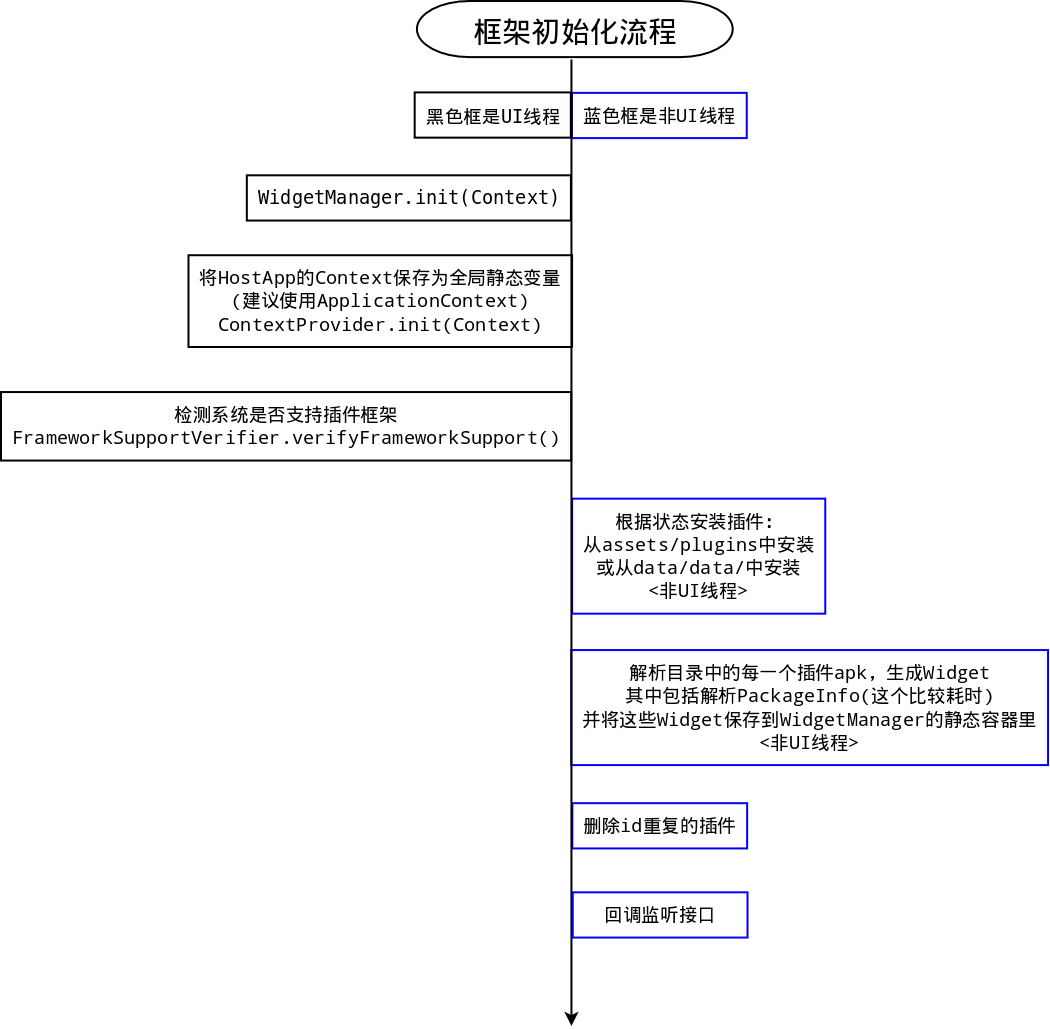 框架初始化流程
黑色框是UI线程
蓝色框是非UI线程
WidgetManager.init(Context)
将HostApp的Context保存为全局静态变量
(建议使用ApplicationContext)
ContextProvider.init(Context)
检测系统是否支持插件框架
FrameworkSupportVerifier.verifyFrameworkSupport()
根据状态安装插件:
从assets/plugins中安装
或从data/data/中安装
<非UI线程>
解析目录中的每一个插件apk，生成Widget
其中包括解析PackageInfo(这个比较耗时)
并将这些Widget保存到WidgetManager的静态容器里
<非UI线程>
删除id重复的插件
回调监听接口